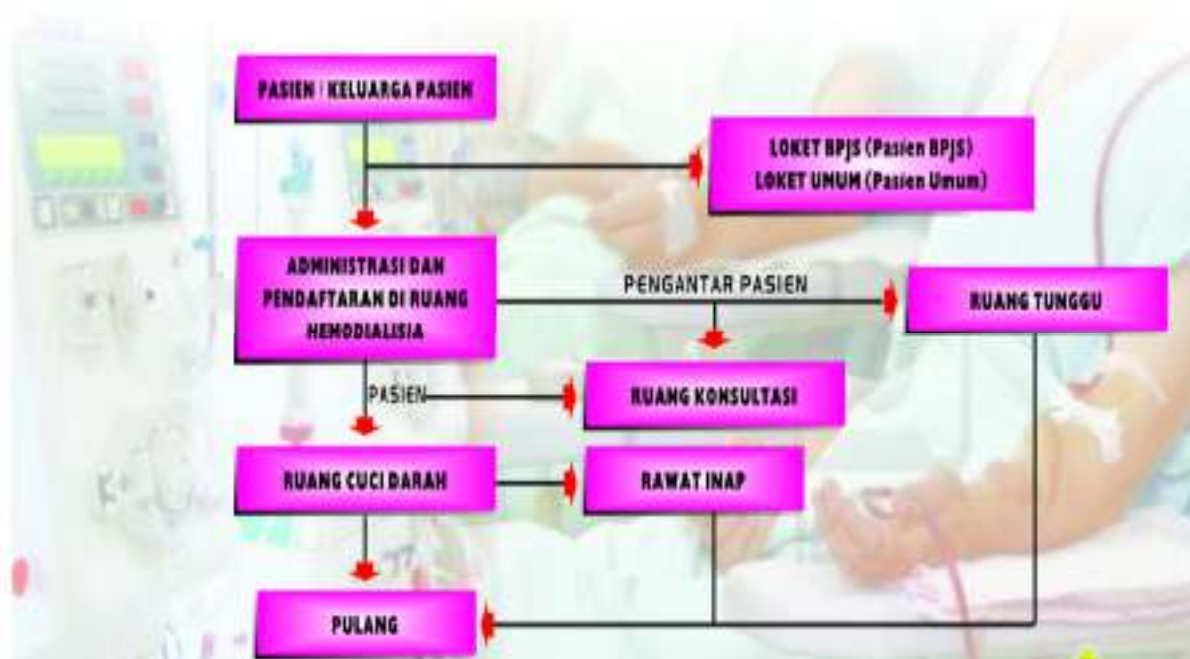 PASIEN / KELUARGA PASIEN
LOKET BPJS (Pasien BPJS)
LOKET UMUM (Pasien Umum)
ADMINISTRASI DAN
PENDAFTARAN DI RUANG
HEMODIALISIA
PENGANTAR PASIEN
RUANG TUNGGU
PASIEN
RUANG KONSULTASI
RUANG CUCI DARAH
RAWAT INAP
PULANG